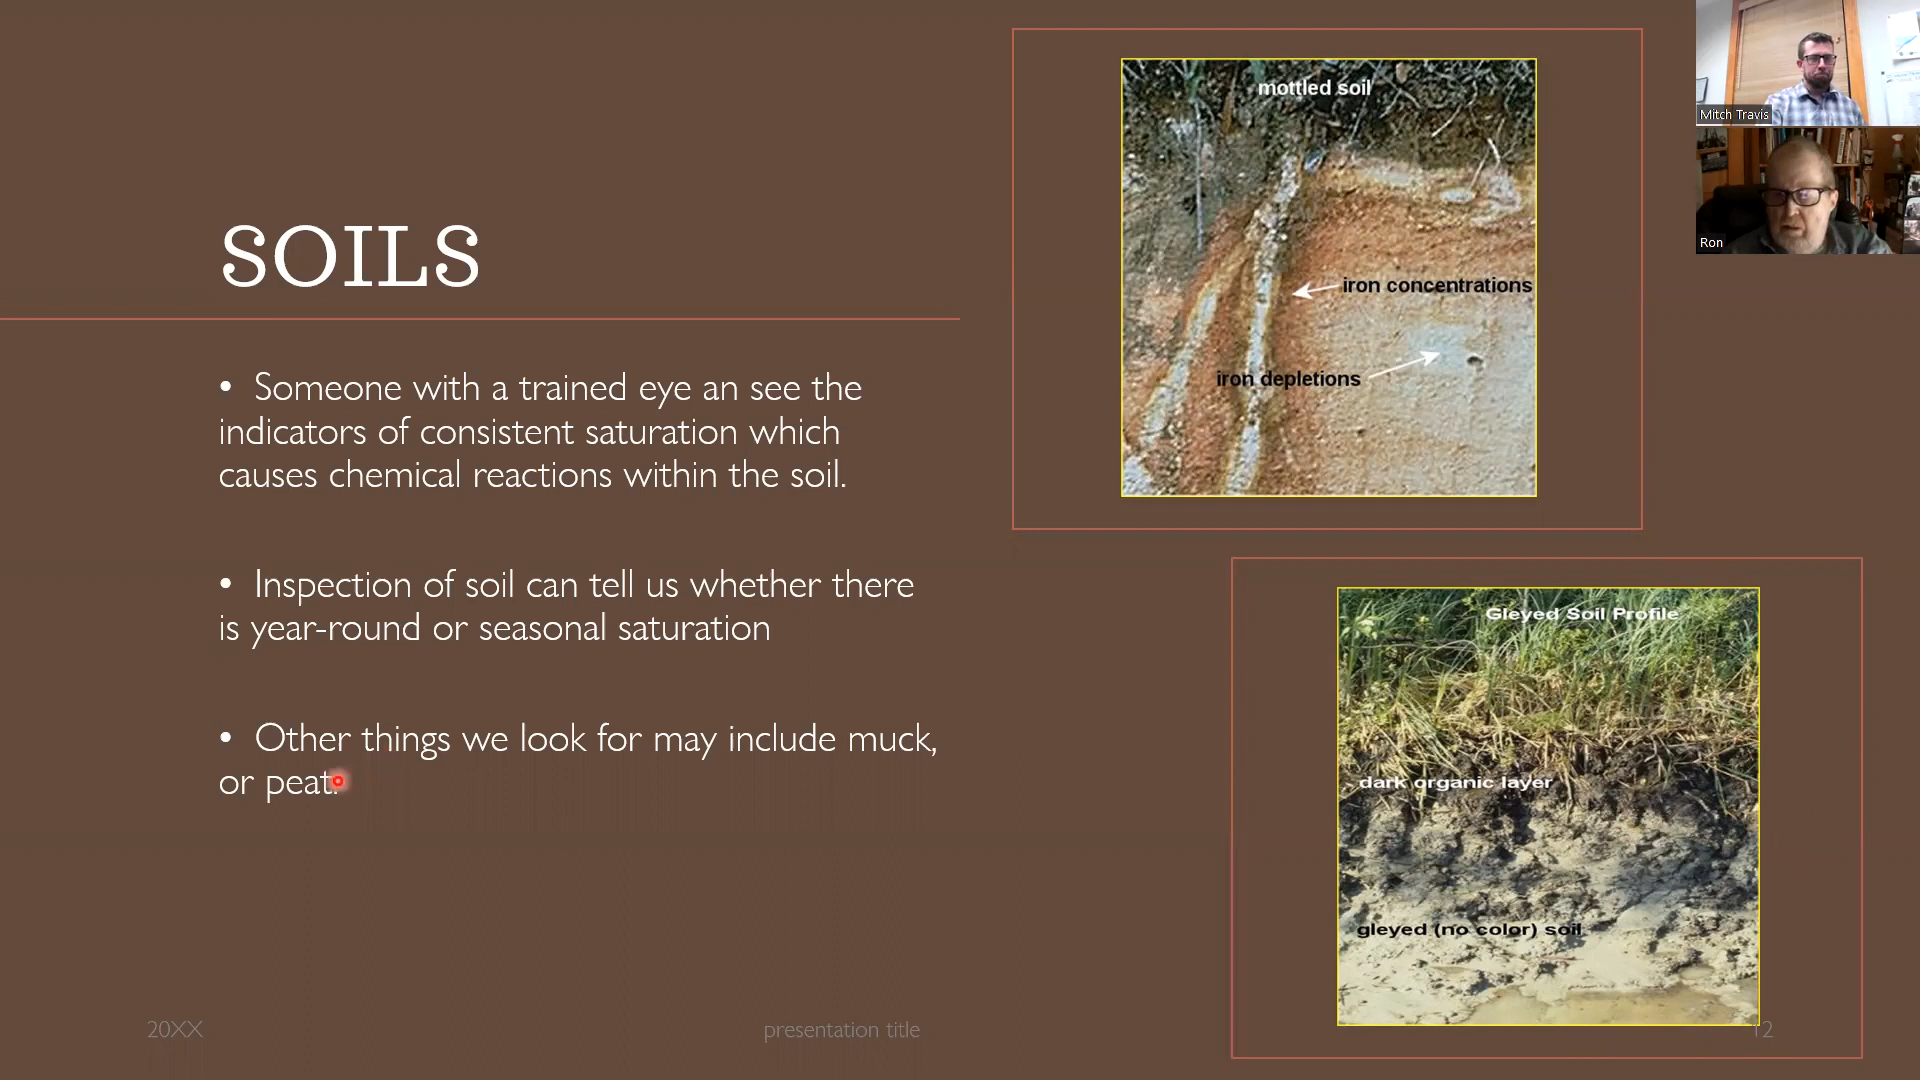 SOILS
• Someone with a trained eye an see the
indicators of consistent saturation which
causes chemical reactions within the soil.
• Inspection of soil can tell us whether there
is year-round or seasonal saturation
• Other things we look for may include muck,
or peat.
20XX
presentation title
12
mottled soil
iron concentrations
iron depletions
Gleyed Soil Profile
dark organic layer
gleyed (no color) soil
Mitch Travis
Ron